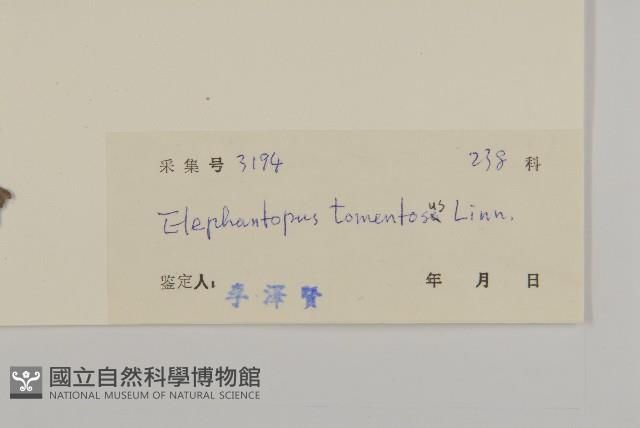 采集号 3194 238 科
Elephantopus tomentosus Linn.
鉴定人: 李泽賢 年 月 日
國立自然科學博物館
NATIONAL MUSEUM OF NATURAL SCIENCE